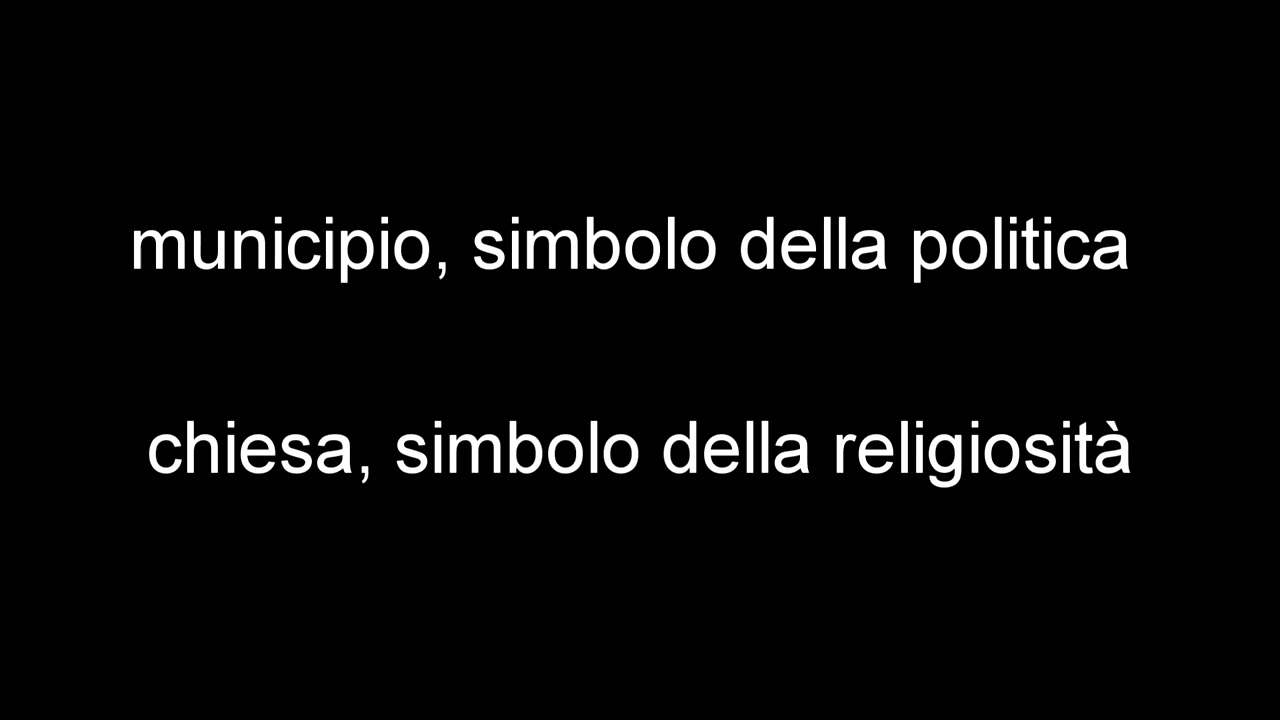 municipio, simbolo della politica
chiesa, simbolo della religiosità